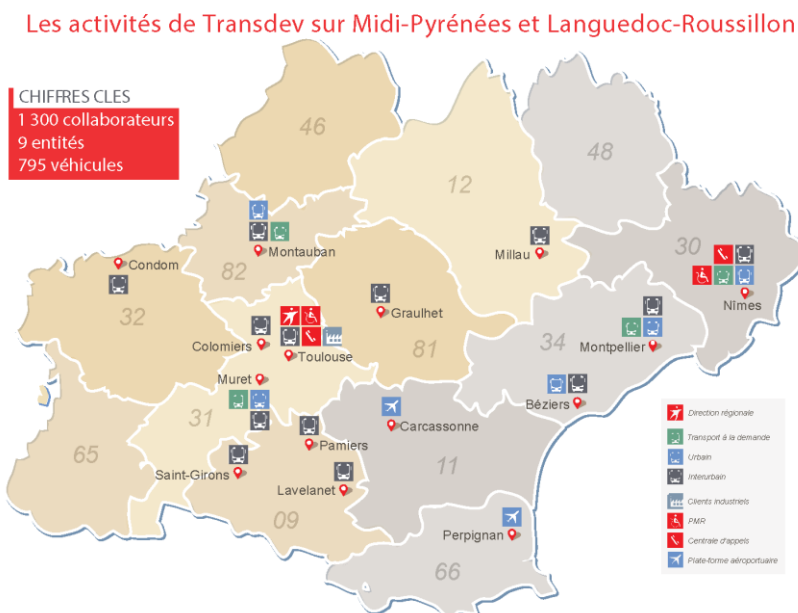 Les activités de Transdev sur Midi-Pyrénées et Languedoc-Roussillon
CHIFFRES CLES
1 300 collaborateurs
9 entités
795 véhicules
46
48
12
30
82
Montauban
Millau
Condom
Nîmes
32
Graulhet
Colomiers
Toulouse
81
34
Montpellier
Muret
31
Béziers
Carcassonne
Pamiers
65
Saint-Girons
11
Lavelanet
09
Perpignan
66
Direction régionale
Transport à la demande
Urbain
Interurbain
Clients industriels
PMR
Centrale d'appels
Plate-forme aéroportuaire